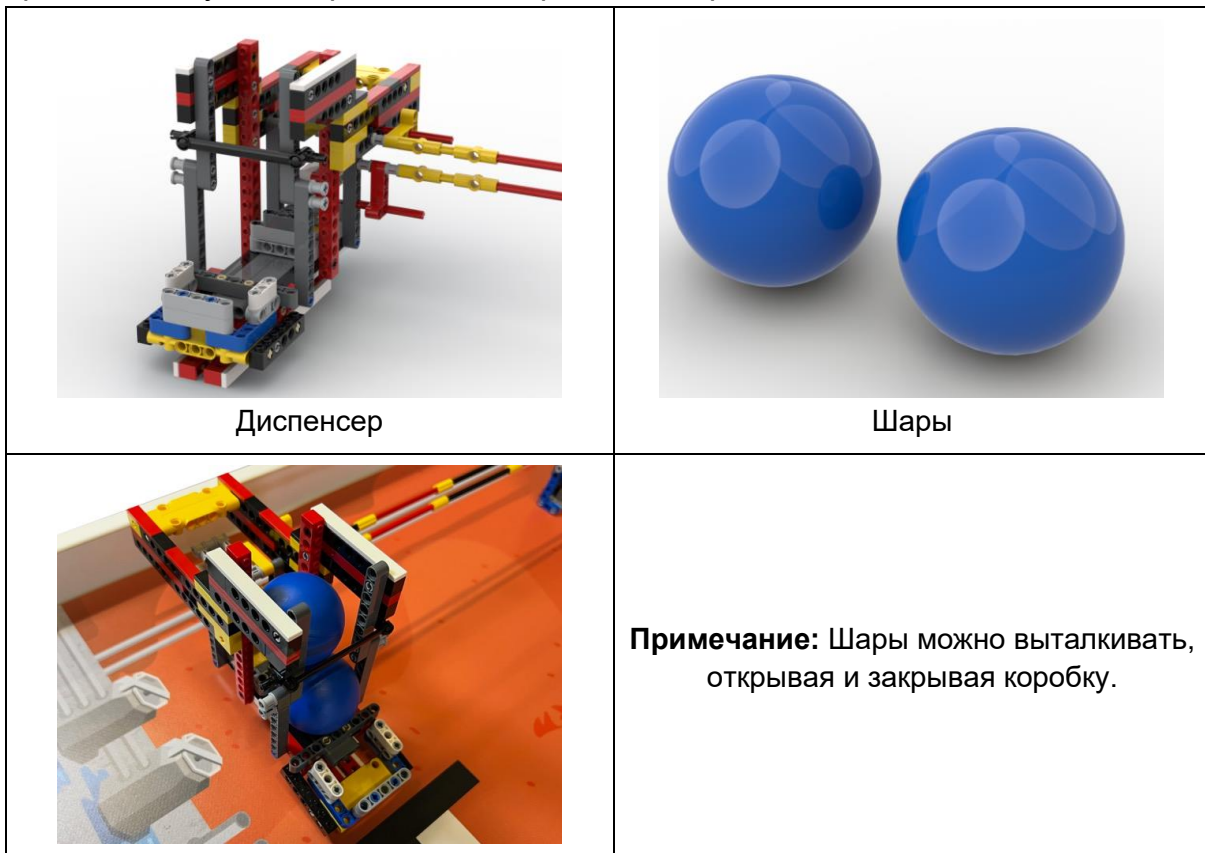 Диспенсер
Шары
Примечание: Шары можно выталкивать,
открывая и закрывая коробку.